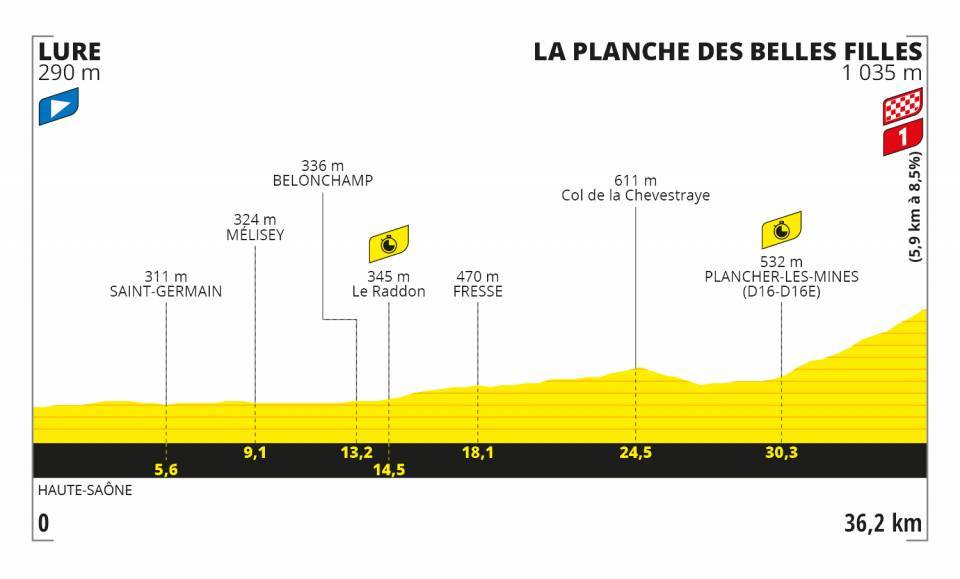 LURE
290 m
LA PLANCHE DES BELLES FILLES
1 035 m
1
(5,9 km à 8,5%)
336 m
BELONCHAMP
611 m
Col de la Chevestraye
324 m
MÉLISEY
532 m
PLANCHER-LES-MINES
(D16-D16E)
311 m
SAINT-GERMAIN
345 m
Le Raddon
470 m
FRESSE
5,6
9,1
13,2
14,5
18,1
24,5
30,3
HAUTE-SAÔNE
0
36,2 km